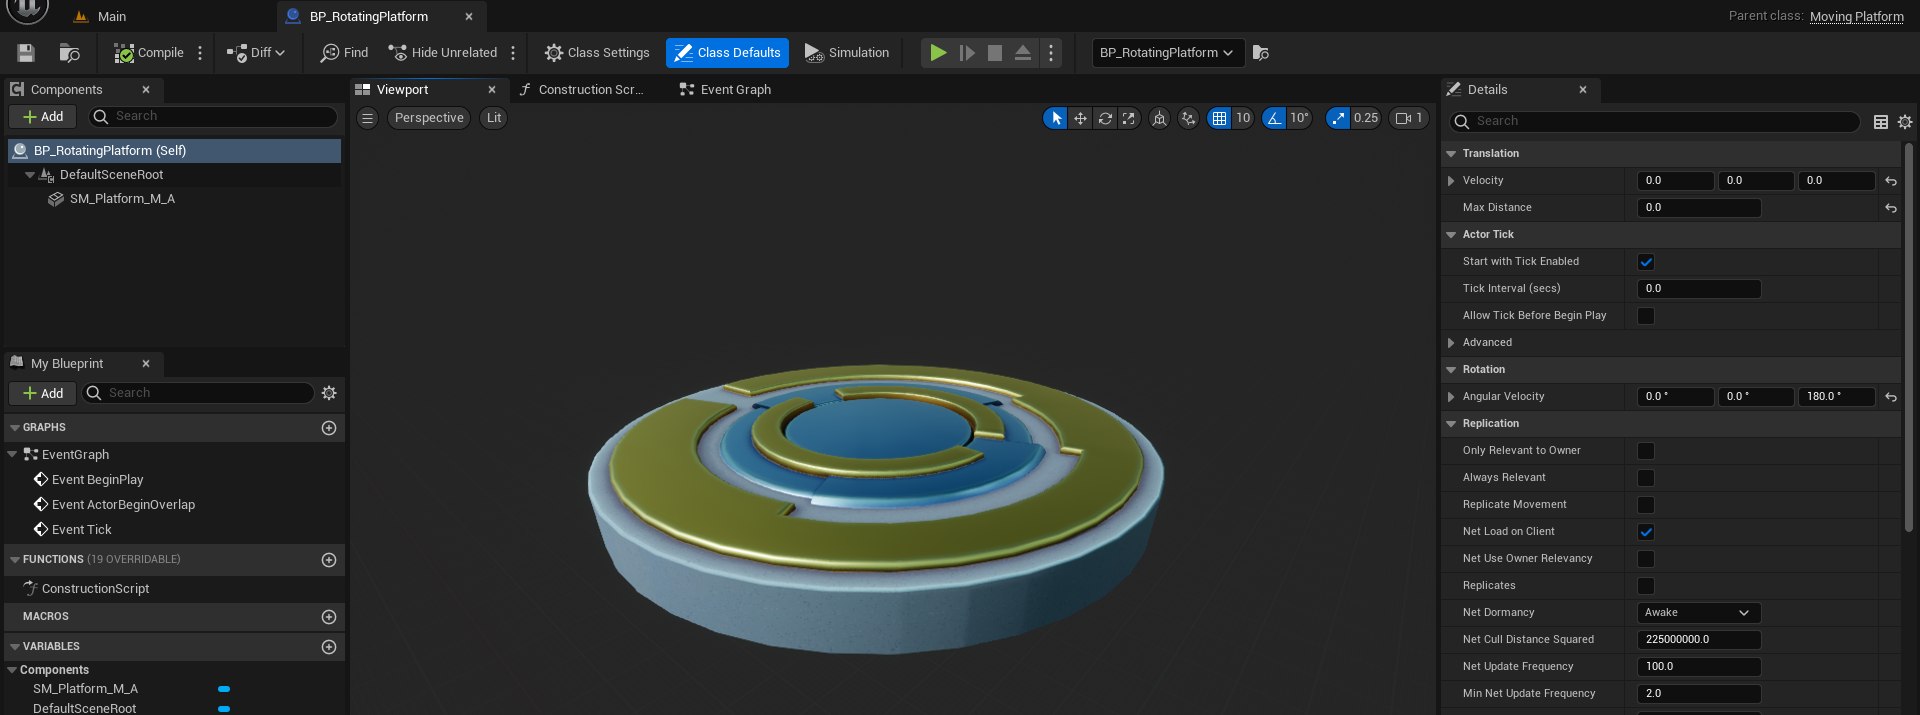 Main
BP_RotatingPlatform
Parent class: Moving Platform
Compile
Diff
Find
Hide Unrelated
Class Settings
Class Defaults
Simulation
BP_RotatingPlatform
Components
Add
Search
BP_RotatingPlatform (Self)
DefaultSceneRoot
SM_Platform_M_A
My Blueprint
Add
Search
GRAPHS
EventGraph
Event BeginPlay
Event ActorBeginOverlap
Event Tick
FUNCTIONS (19 OVERRIDABLE)
ConstructionScript
MACROS
VARIABLES
Components
SM_Platform_M_A
DefaultSceneRoot
Viewport
Construction Scr...
Event Graph
Perspective
Lit
10
10°
0.25
1
Details
Search
Translation
Velocity 0.0 0.0 0.0
Max Distance 0.0
Actor Tick
Start with Tick Enabled
Tick Interval (secs) 0.0
Allow Tick Before Begin Play
Advanced
Rotation
Angular Velocity 0.0 ° 0.0 ° 180.0 °
Replication
Only Relevant to Owner
Always Relevant
Replicate Movement
Net Load on Client
Net Use Owner Relevancy
Replicates
Net Dormancy Awake
Net Cull Distance Squared 225000000.0
Net Update Frequency 100.0
Min Net Update Frequency 2.0